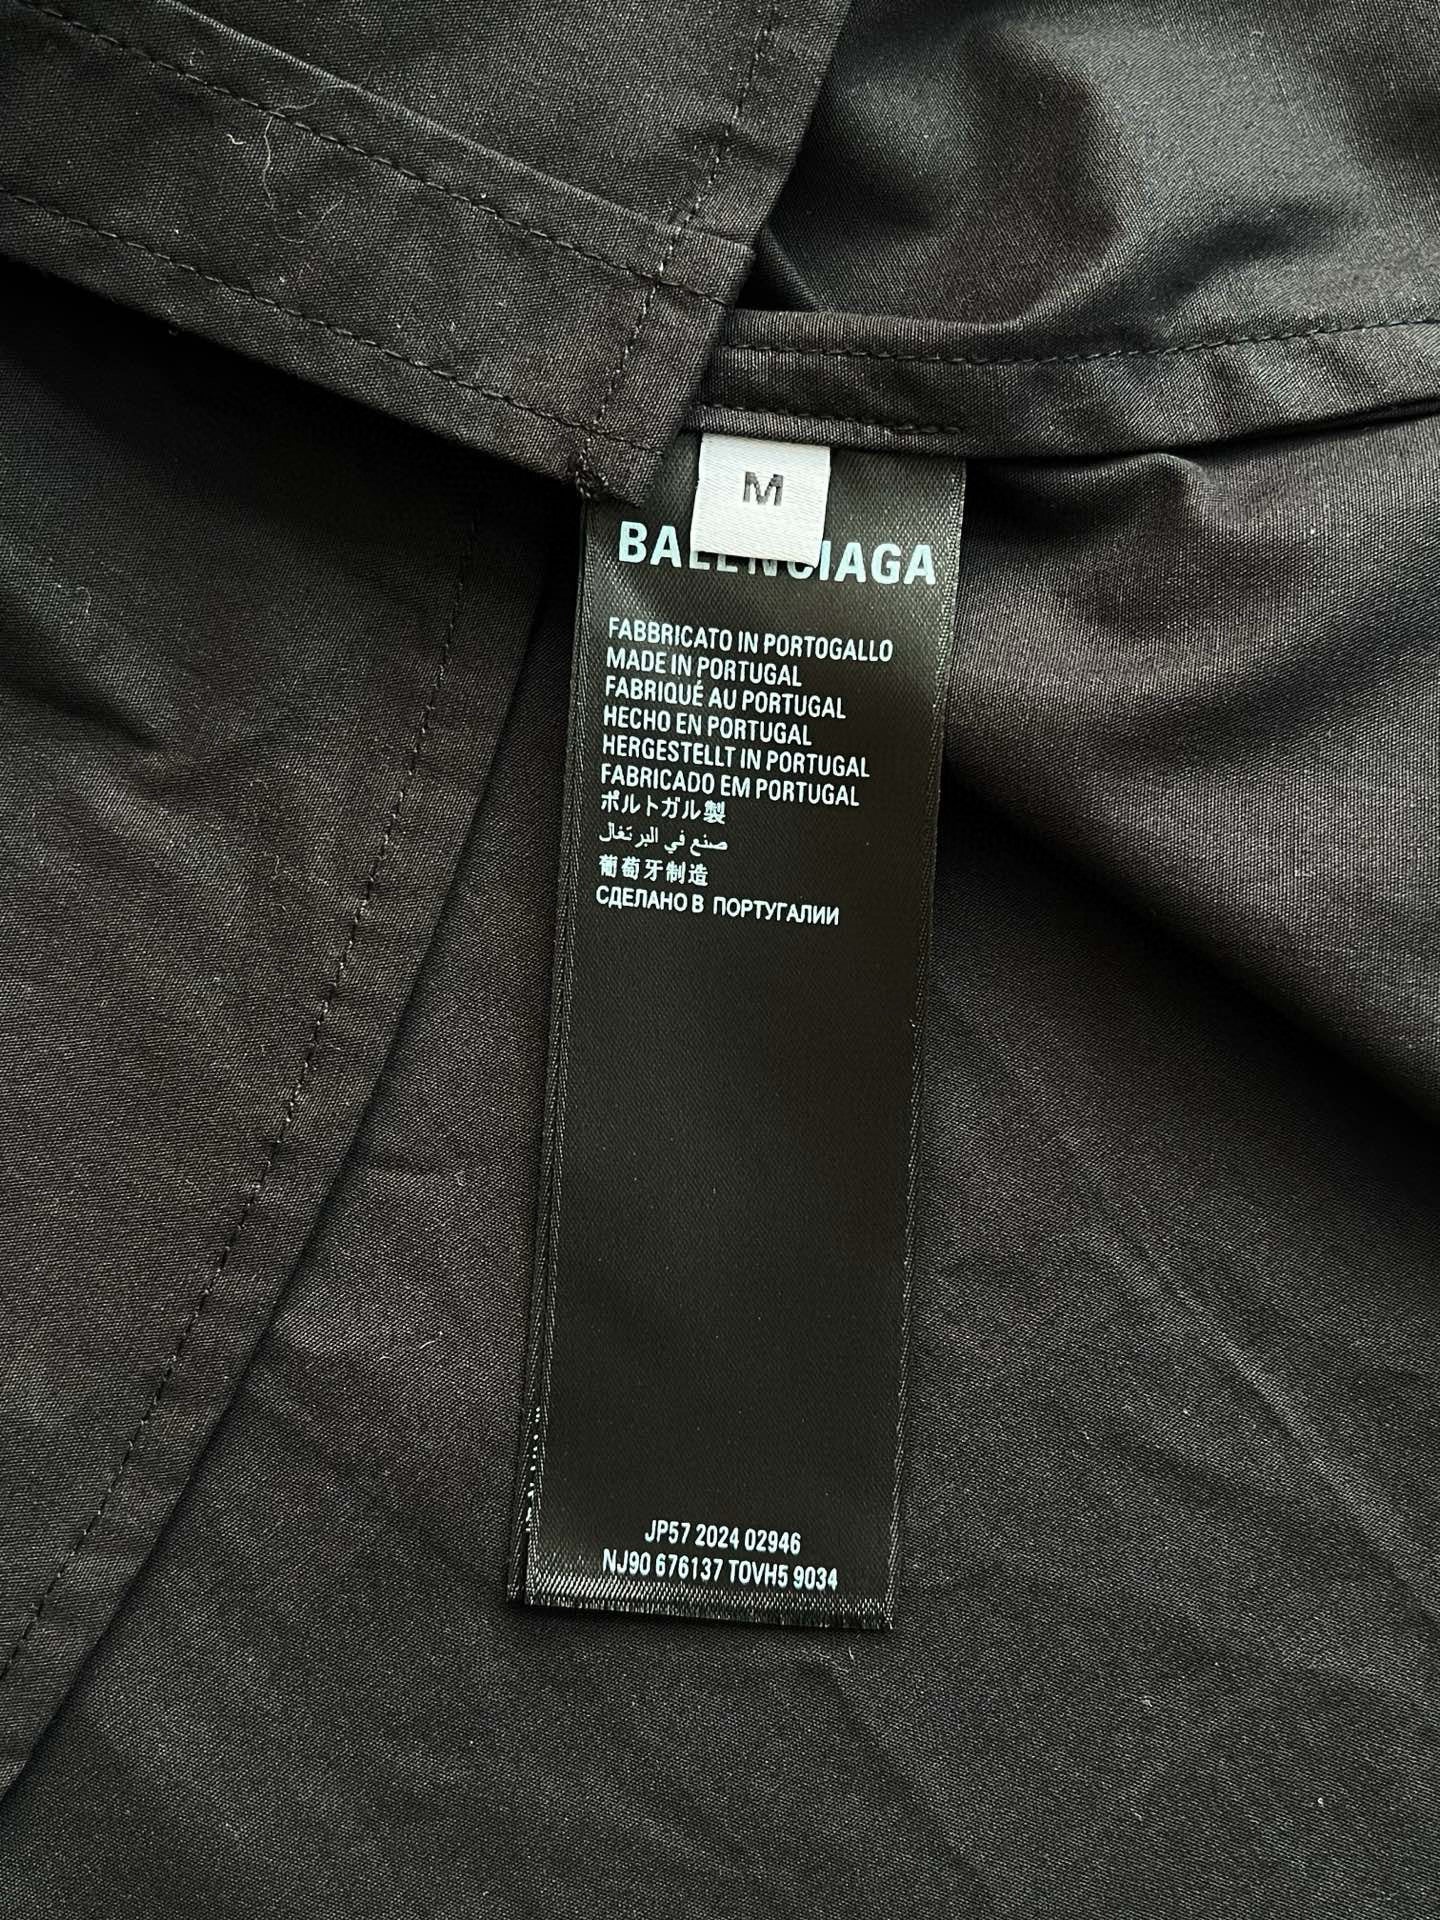 M
BALENCIAGA
FABBRICATO IN PORTOGALLO
MADE IN PORTUGAL
FABRIQUÉ AU PORTUGAL
HECHO EN PORTUGAL
HERGESTELLT IN PORTUGAL
FABRICADO EM PORTUGAL
ポルトガル製
صنع في البرتغال
葡萄牙制造
СДЕЛАНО В ПОРТУГАЛИИ
JP57 2024 02946
NJ90 676137 TOVH5 9034